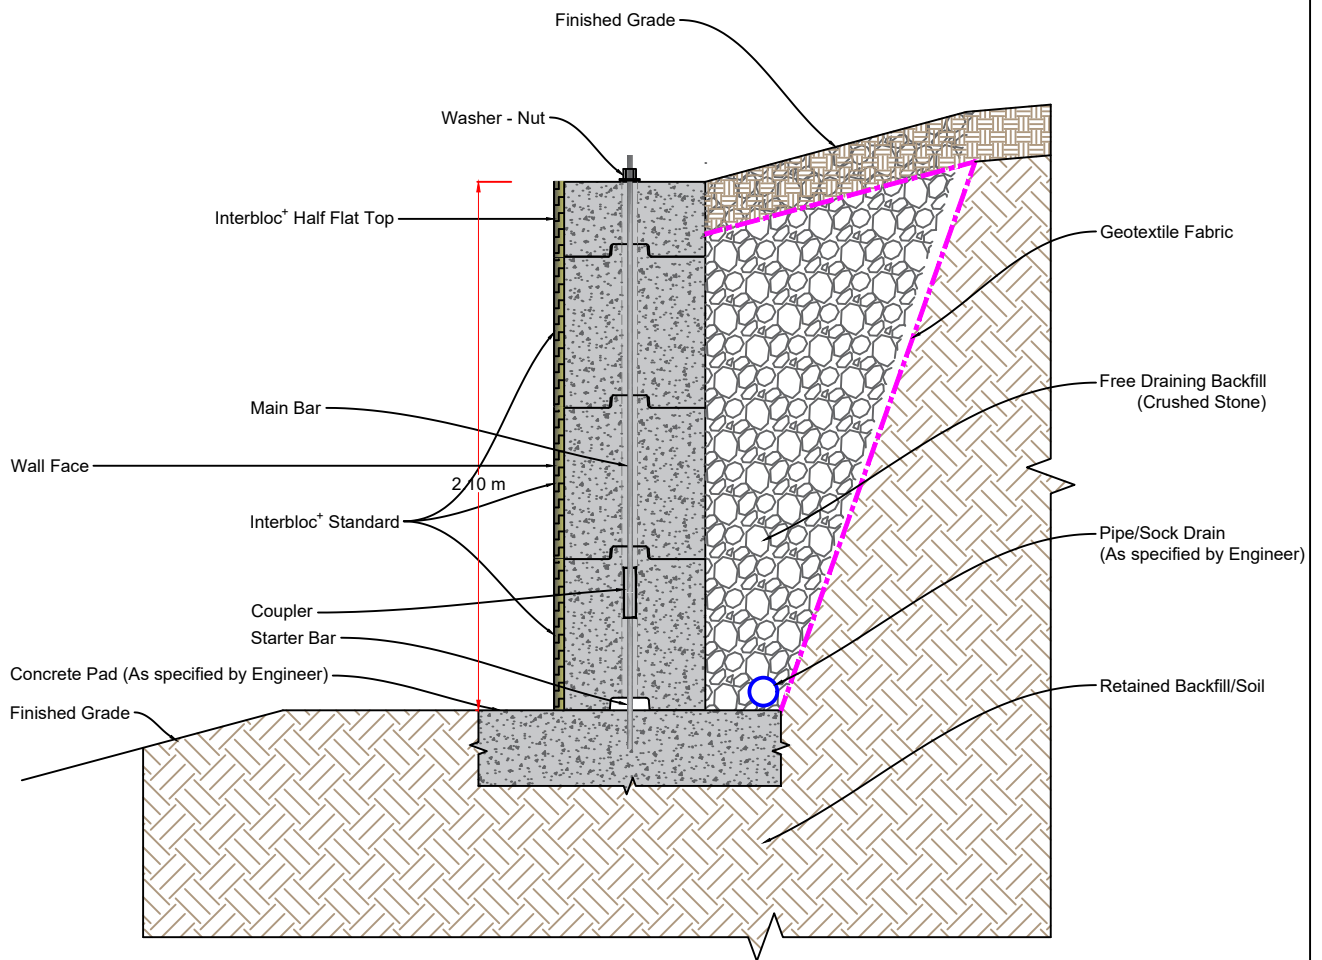 Finished Grade
Washer - Nut
Interbloc+ Half Flat Top
Geotextile Fabric
Main Bar
Free Draining Backfill
(Crushed Stone)
Wall Face
2.10 m
Interbloc+ Standard
Pipe/Sock Drain
(As specified by Engineer)
Coupler
Starter Bar
Concrete Pad (As specified by Engineer)
Retained Backfill/Soil
Finished Grade